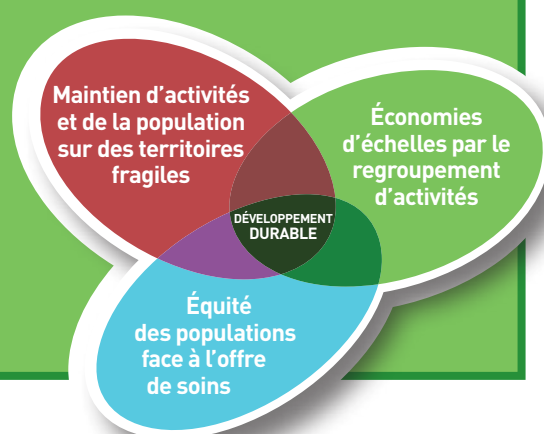 Maintien d’activités
et de la population
sur des territoires
fragiles
Économies
d’échelles par le
regroupement
d’activités
DÉVELOPPEMENT
DURABLE
Équité
des populations
face à l’offre
de soins